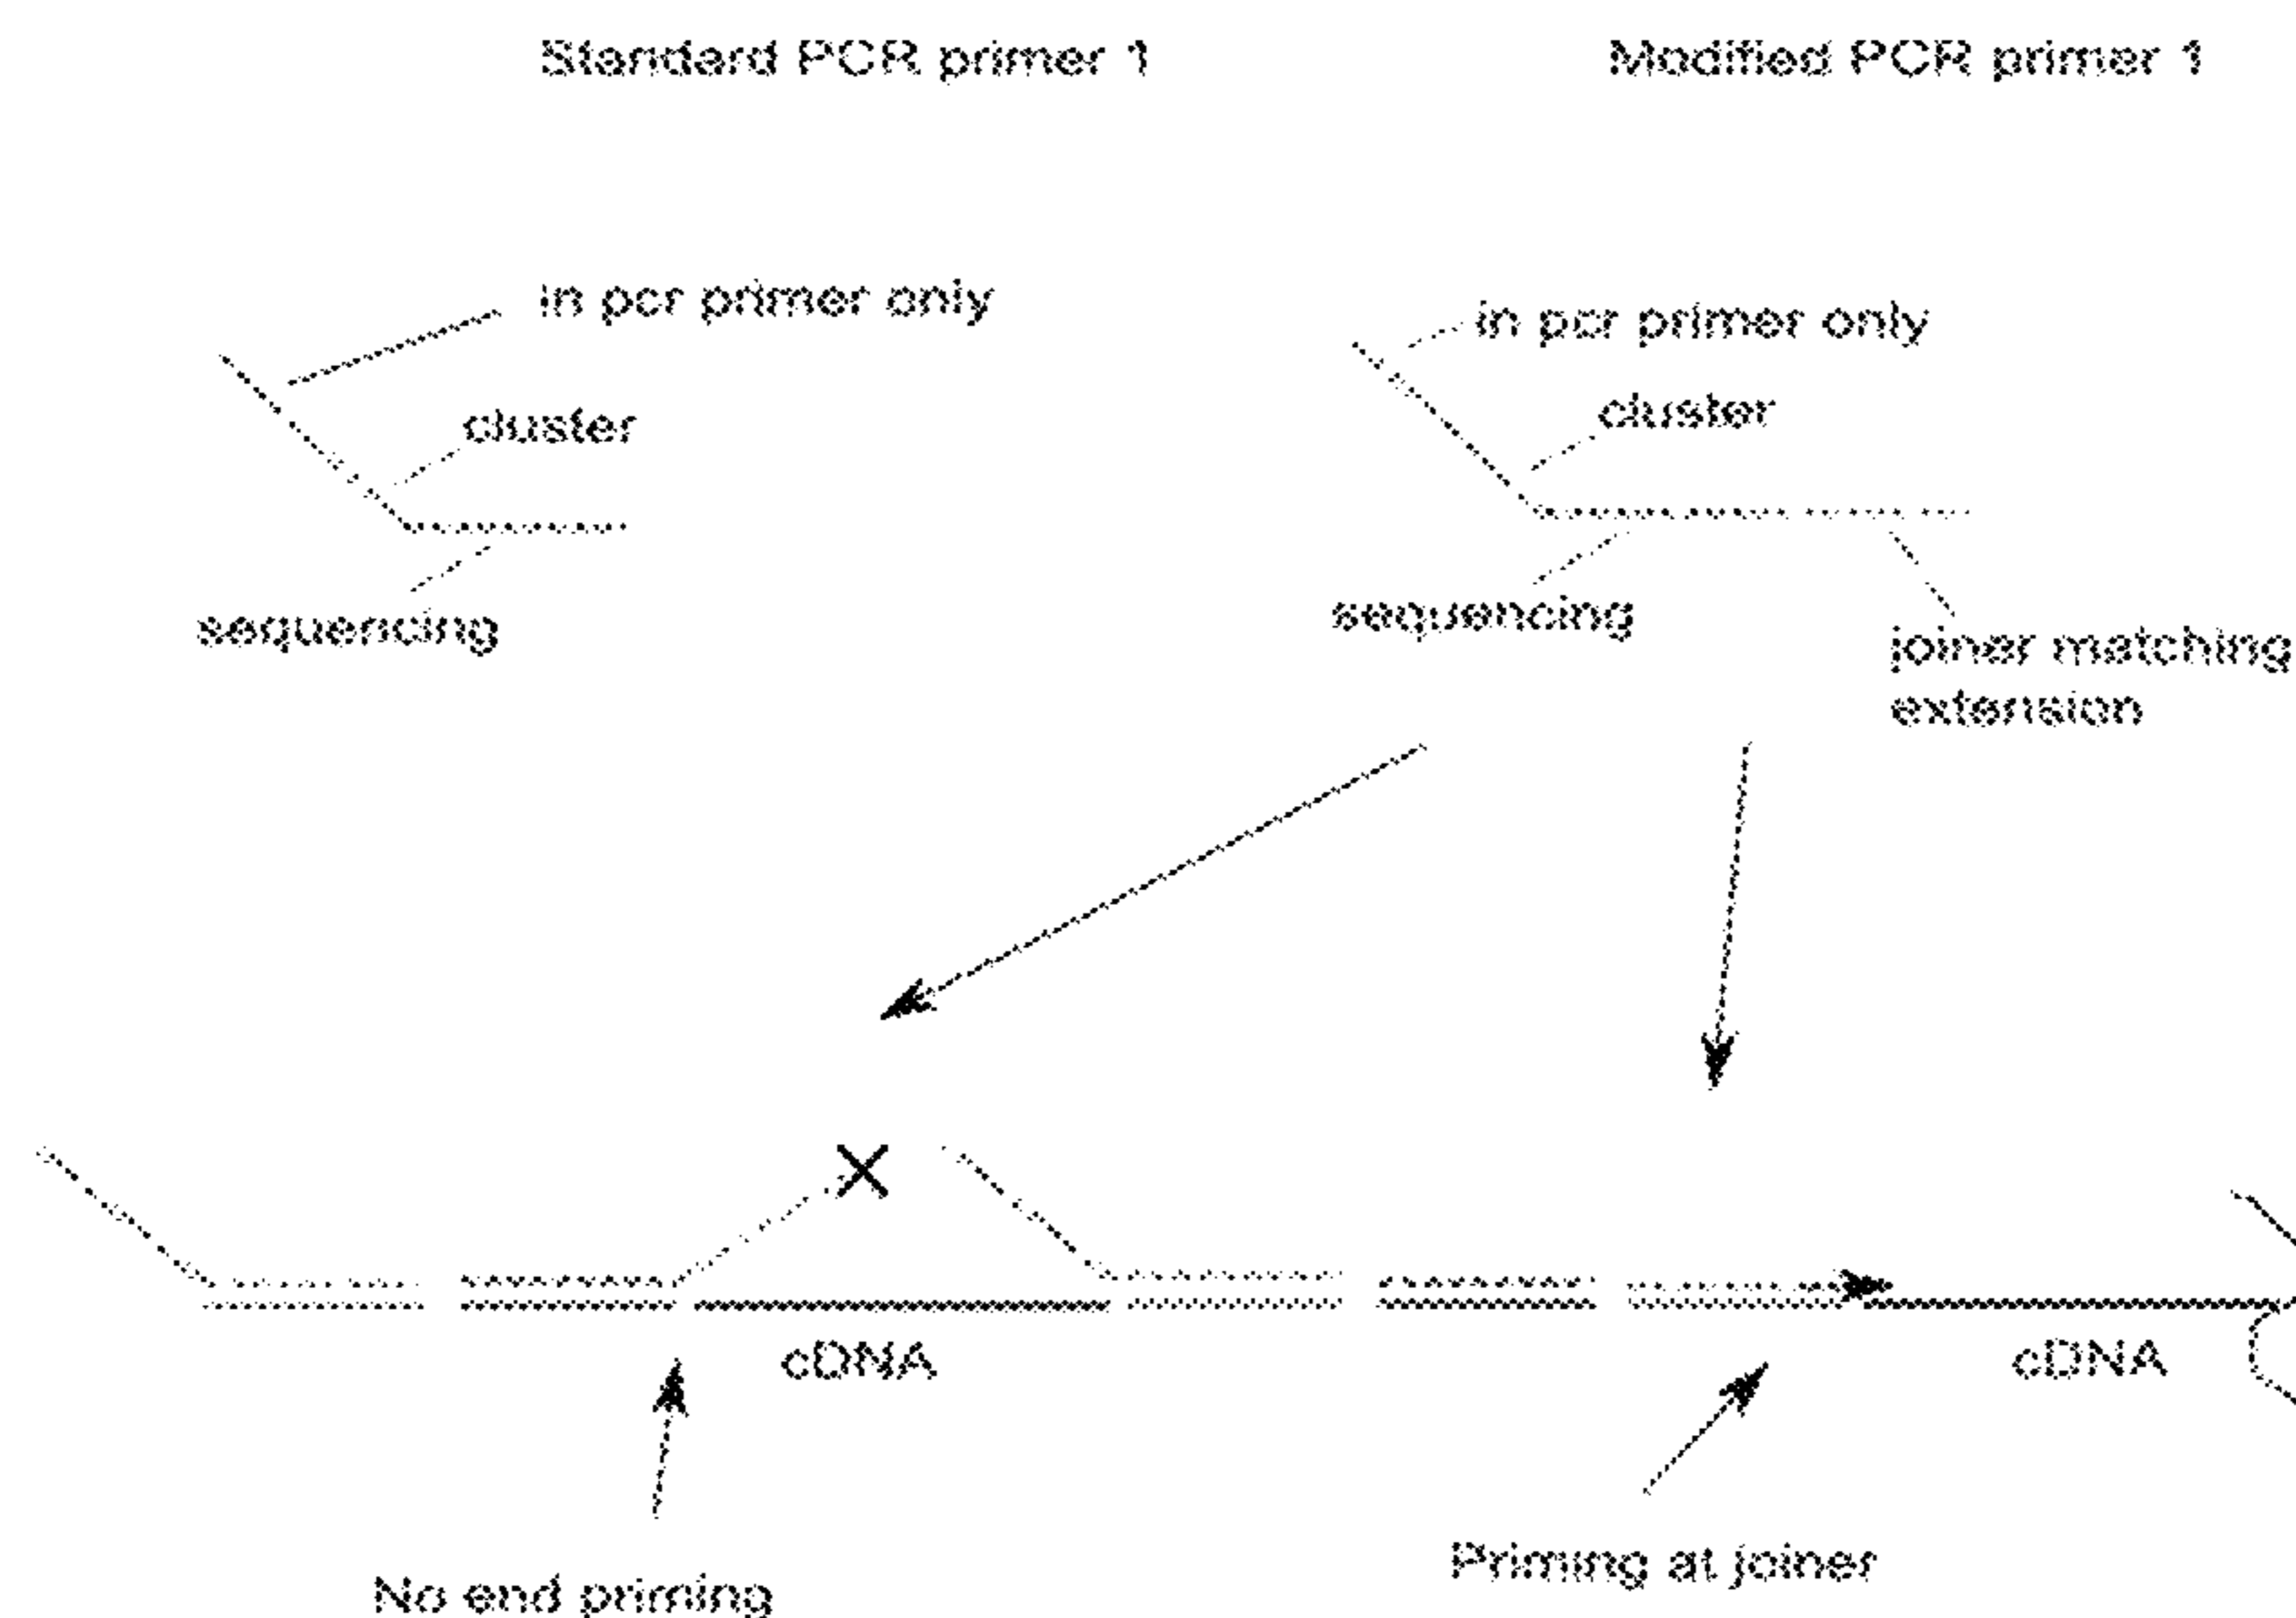 Standard PCR primer 1
Modified PCR primer 1
in pcr primer only
in pcr primer only
cluster
cluster
sequencing
sequencing
joiner matching
extension
cDNA
cDNA
No end priming
Priming at joiner